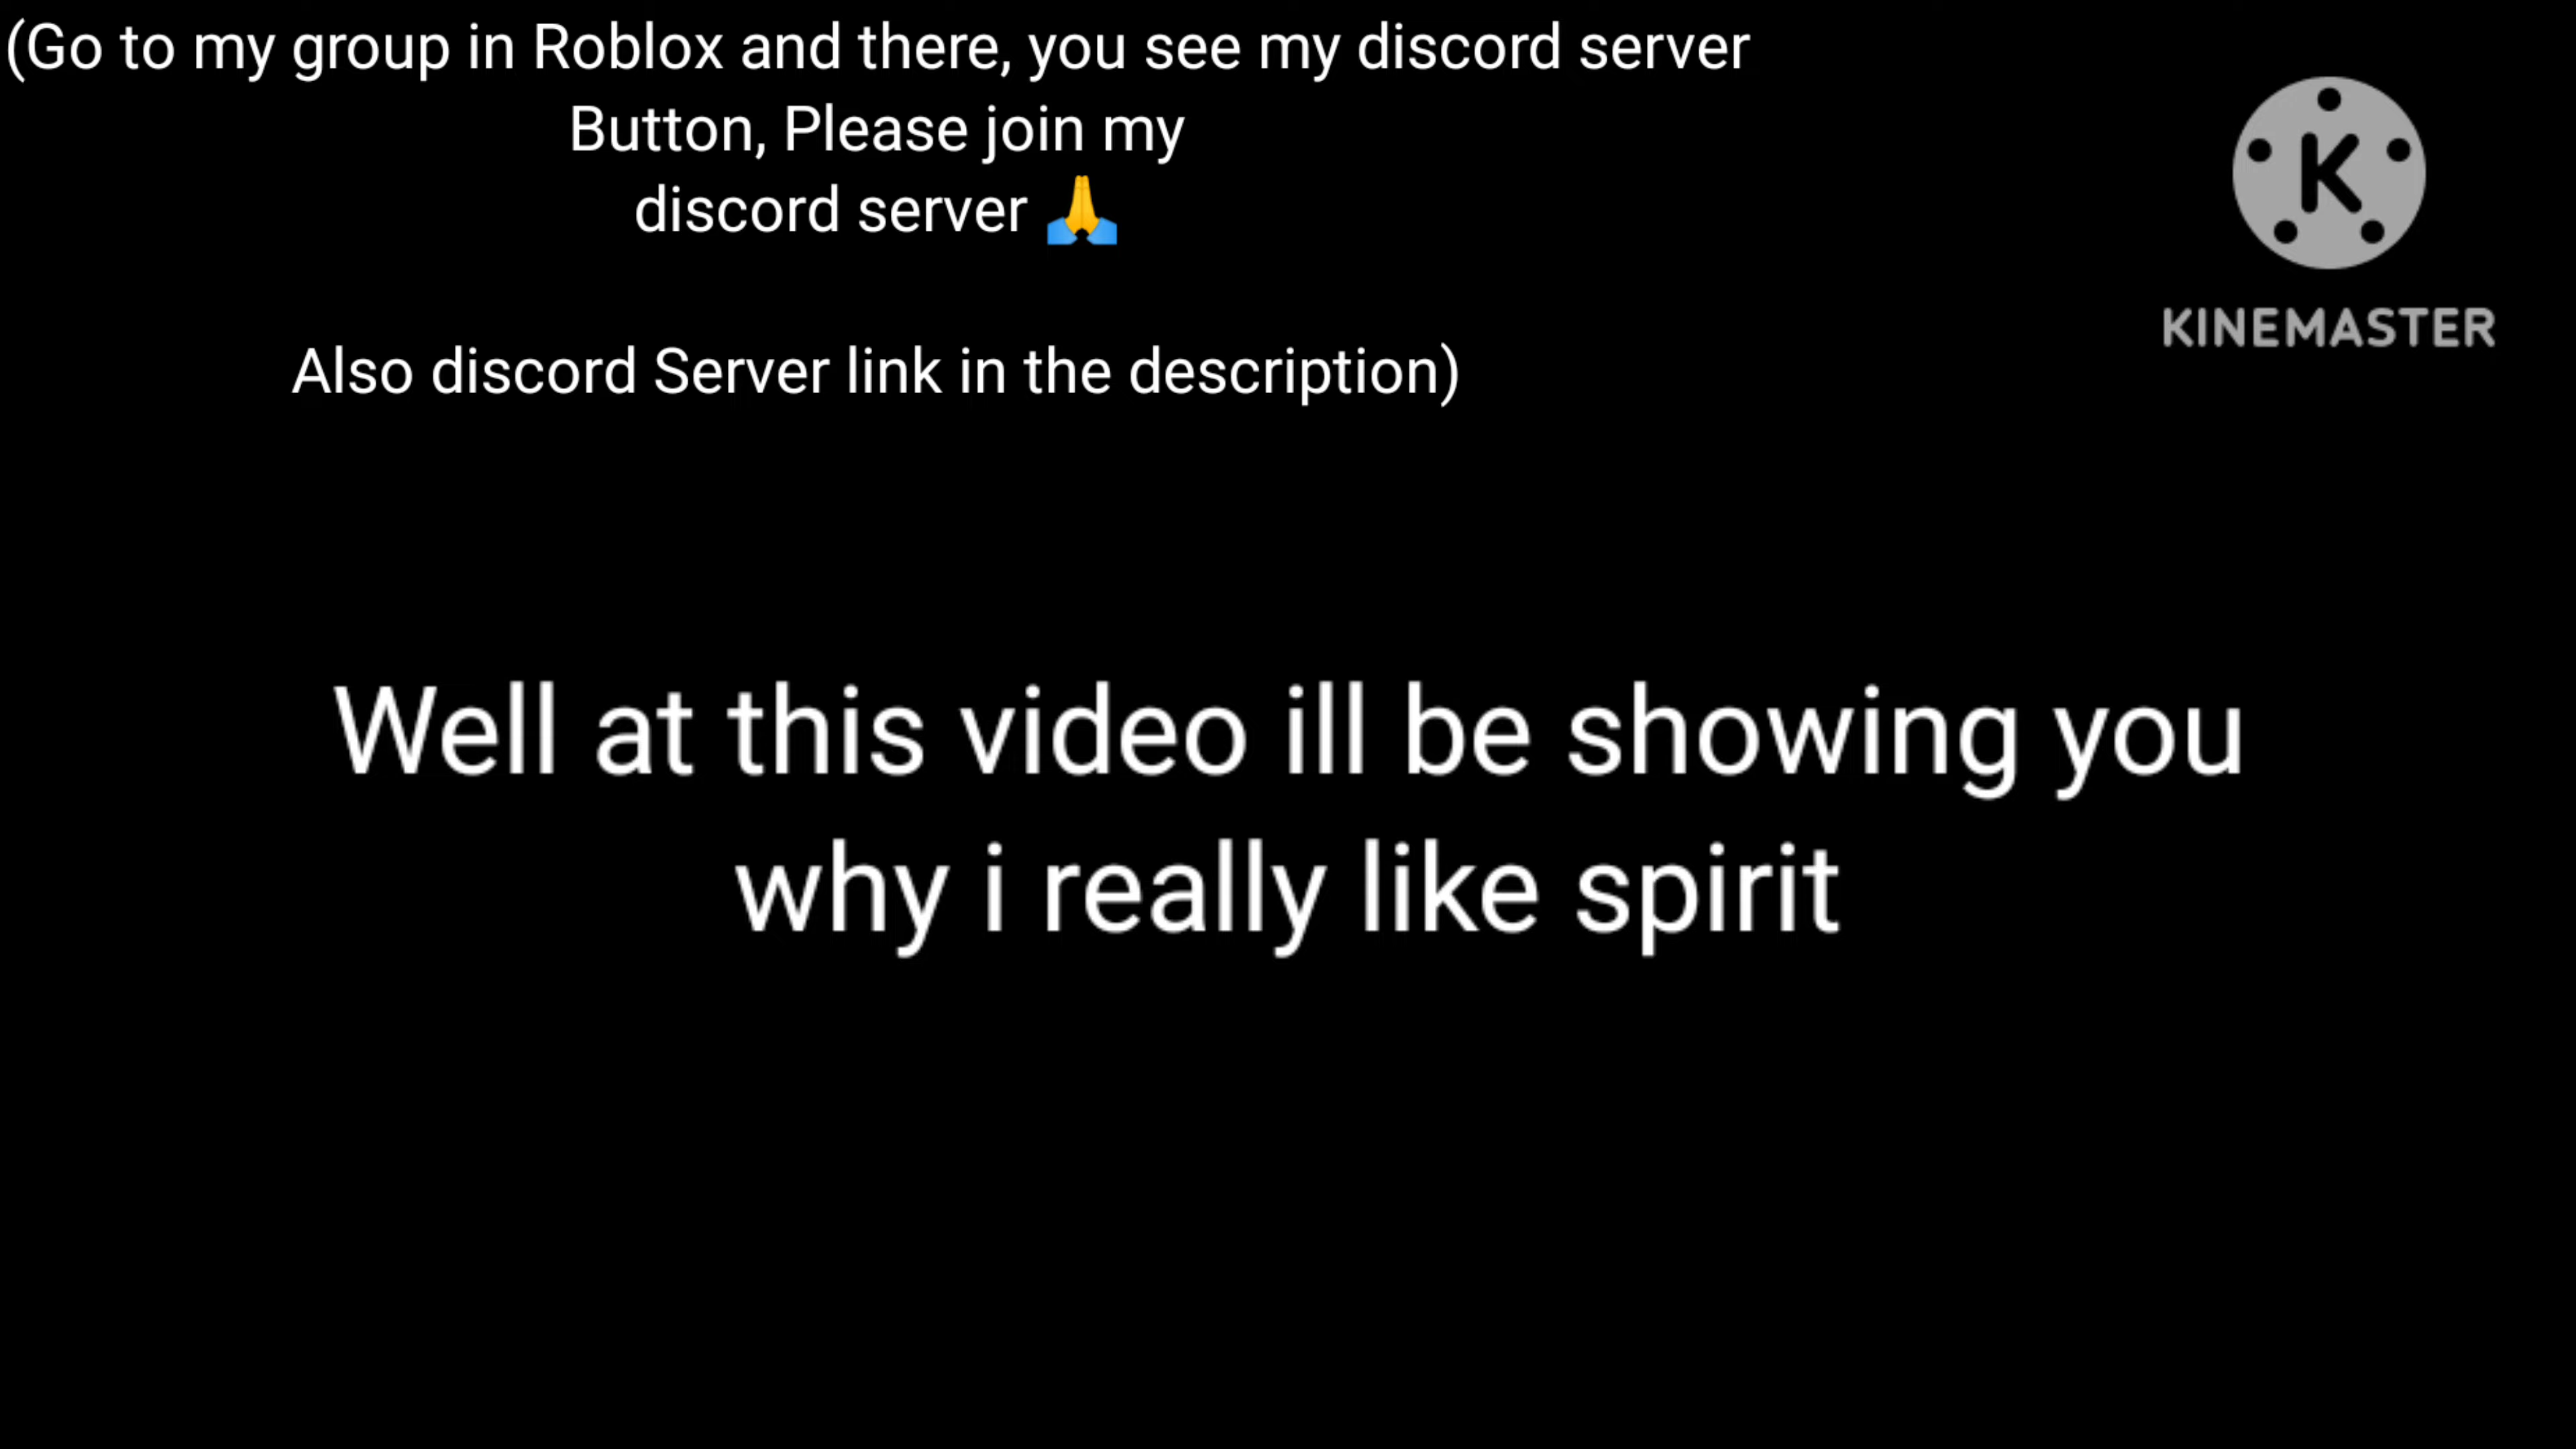 (Go to my group in Roblox and there, you see my discord server
Button, Please join my
discord server 🙏
Also discord Server link in the description)
K
KINEMASTER
Well at this video ill be showing you
why i really like spirit